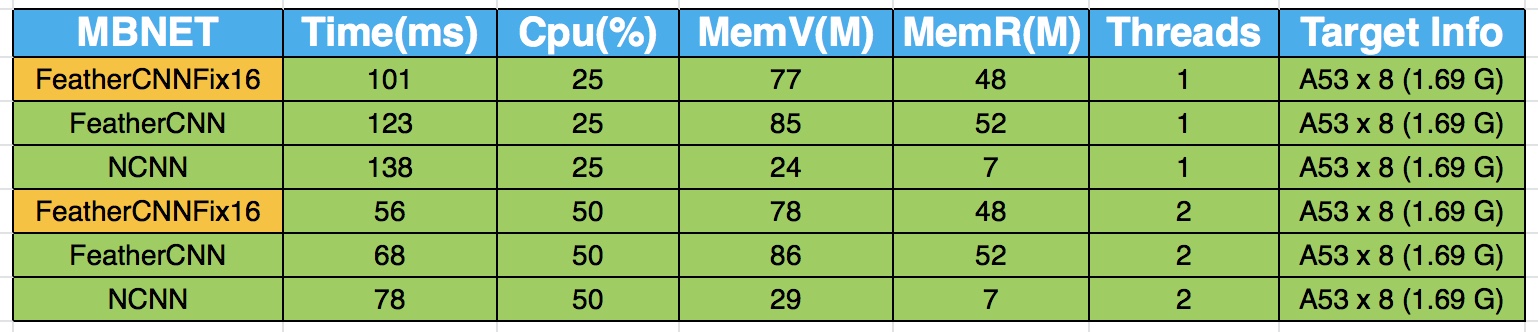 MBNET Time(ms) Cpu(%) MemV(M) MemR(M) Threads Target Info
FeatherCNNFix16 101 25 77 48 1 A53 x 8 (1.69 G)
FeatherCNN 123 25 85 52 1 A53 x 8 (1.69 G)
NCNN 138 25 24 7 1 A53 x 8 (1.69 G)
FeatherCNNFix16 56 50 78 48 2 A53 x 8 (1.69 G)
FeatherCNN 68 50 86 52 2 A53 x 8 (1.69 G)
NCNN 78 50 29 7 2 A53 x 8 (1.69 G)